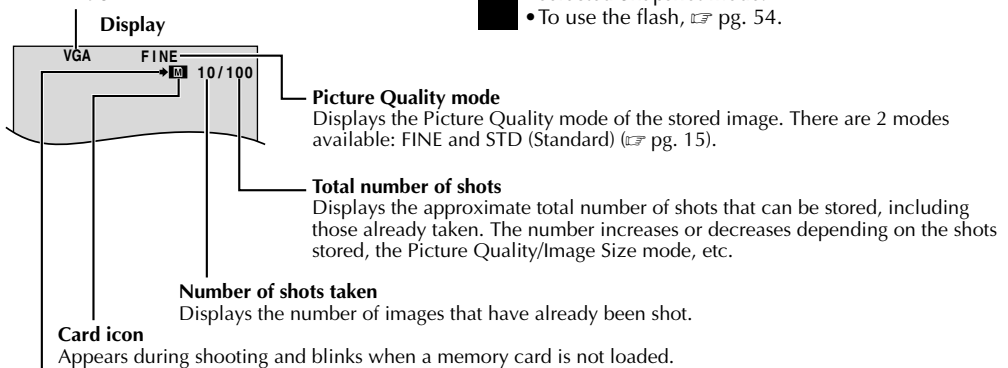 •To use the flash, ☞ pg. 54.
Display
VGA FINE
M 10/100
Picture Quality mode
Displays the Picture Quality mode of the stored image. There are 2 modes
available: FINE and STD (Standard) (☞ pg. 15).
Total number of shots
Displays the approximate total number of shots that can be stored, including
those already taken. The number increases or decreases depending on the shots
stored, the Picture Quality/Image Size mode, etc.
Number of shots taken
Displays the number of images that have already been shot.
Card icon
Appears during shooting and blinks when a memory card is not loaded.